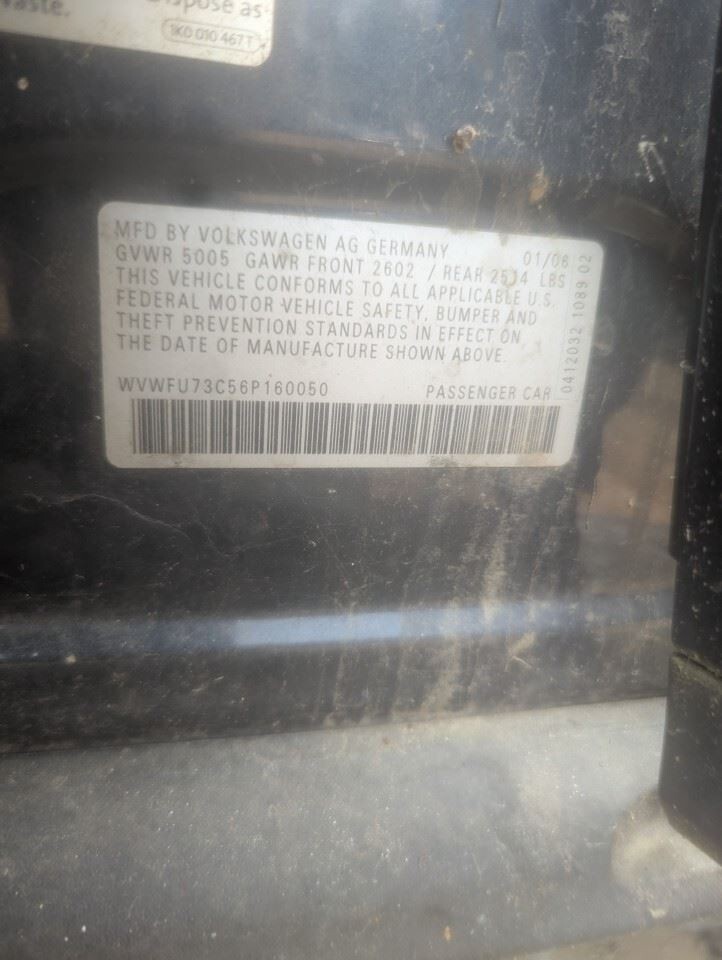 aste.
ispose as
1K0 010 467 T
MFD BY VOLKSWAGEN AG GERMANY 01/06
GVWR 5005 GAWR FRONT 2602 / REAR 2514 LBS
THIS VEHICLE CONFORMS TO ALL APPLICABLE U.S.
FEDERAL MOTOR VEHICLE SAFETY, BUMPER AND
THEFT PREVENTION STANDARDS IN EFFECT ON
THE DATE OF MANUFACTURE SHOWN ABOVE.
WVWFU73C56P160050 PASSENGER CAR
0412032 1089 02